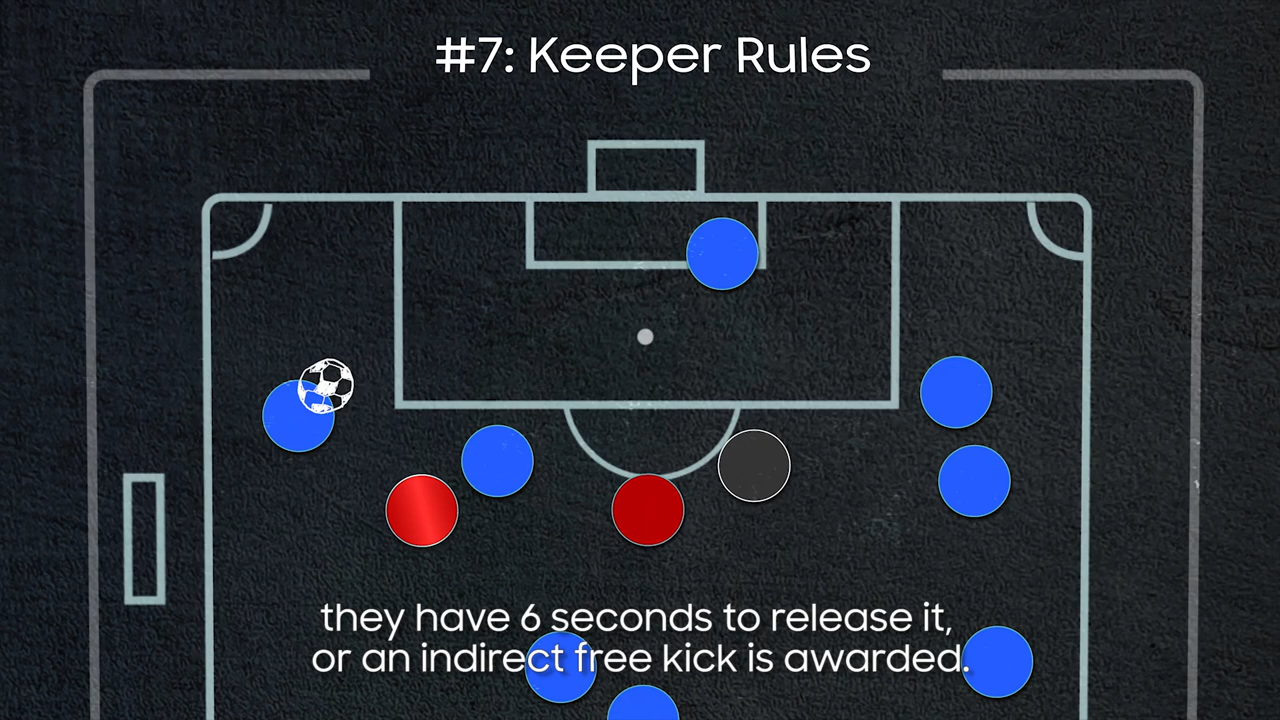 #7: Keeper Rules
they have 6 seconds to release it,
or an indirect free kick is awarded.